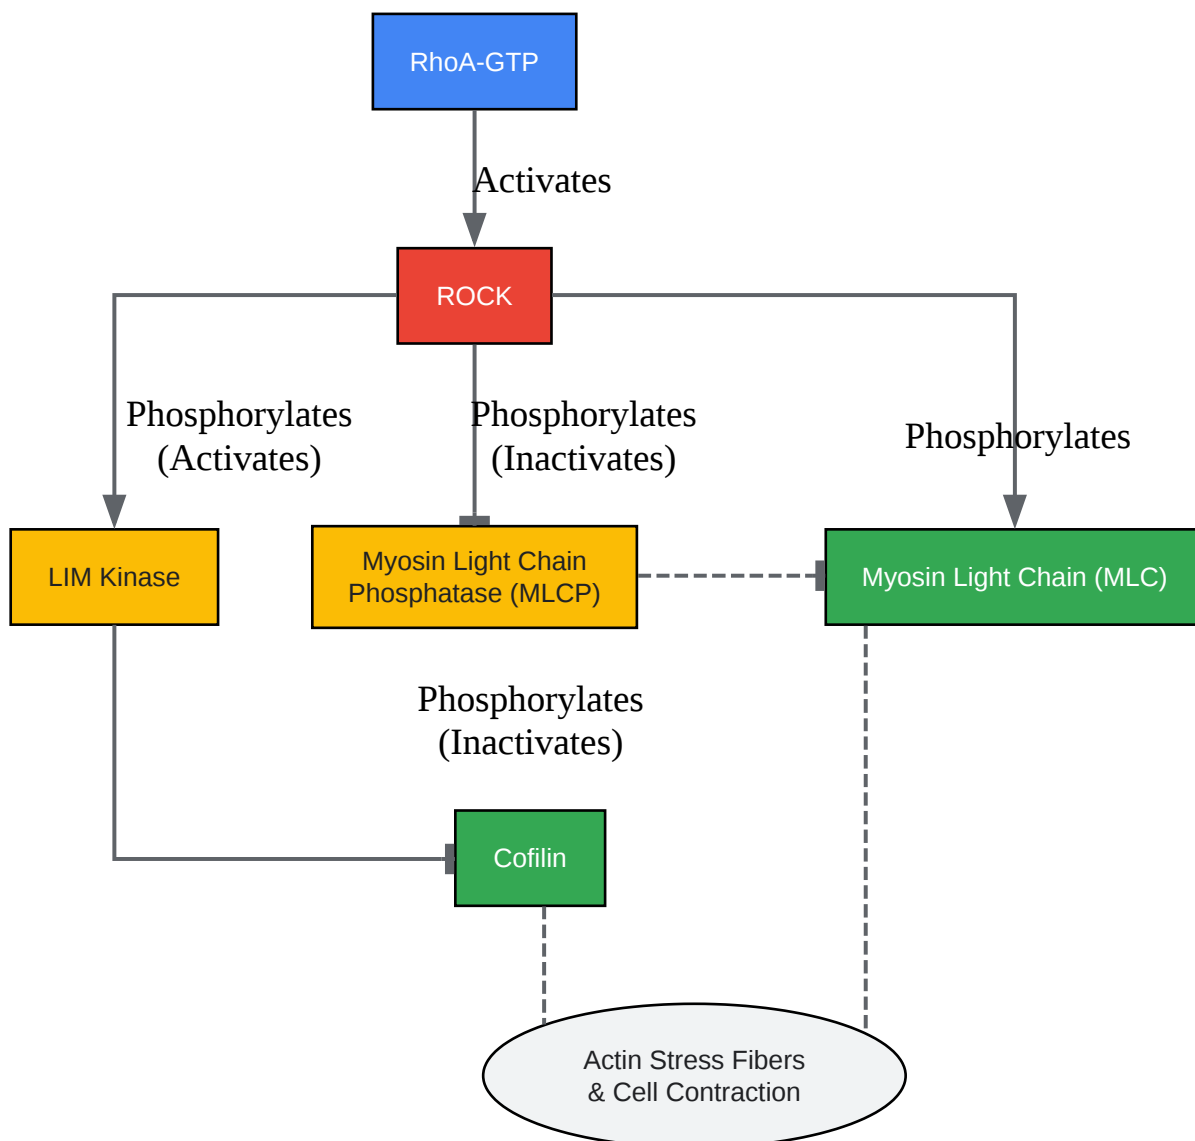 RhoA-GTP
Activates
ROCK
Phosphorylates
(Activates)
Phosphorylates
(Inactivates)
Phosphorylates
LIM Kinase
Myosin Light Chain
Phosphatase (MLCP)
Myosin Light Chain (MLC)
Phosphorylates
(Inactivates)
Cofilin
Actin Stress Fibers
& Cell Contraction